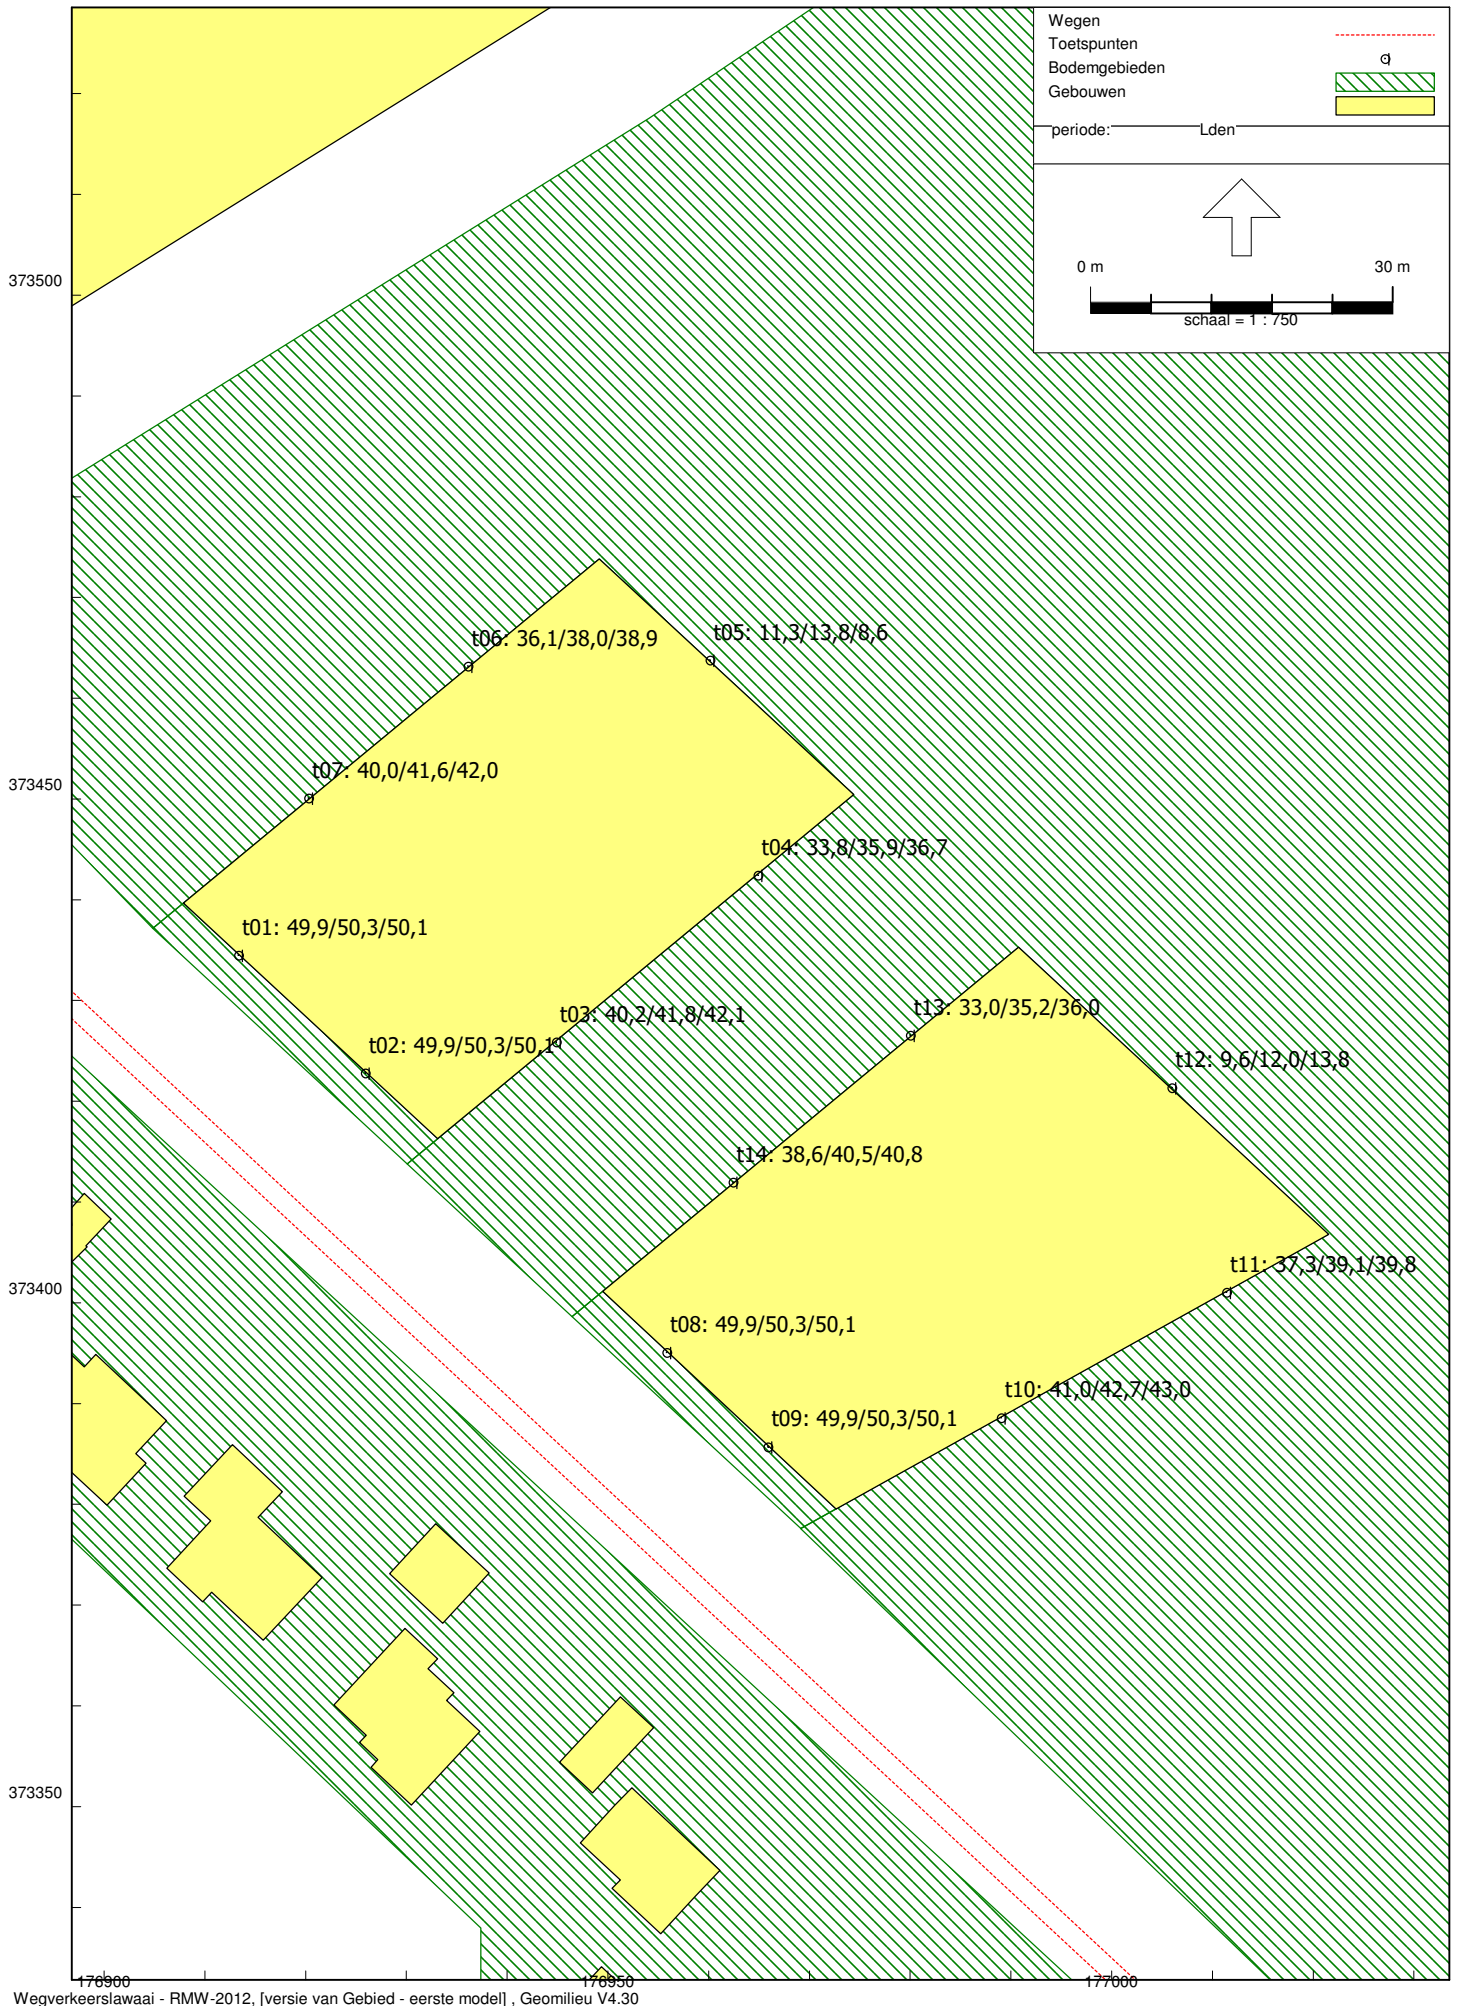 Wegen
Toetspunten
Bodemgebieden
Gebouwen
periode: Lden
0 m 30 m
schaal = 1 : 750
373500
t06: 36,1/38,0/38,9
t05: 11,3/13,8/8,6
t07: 40,0/41,6/42,0
373450
t04: 33,8/35,9/36,7
t01: 49,9/50,3/50,1
t03: 40,2/41,8/42,1
t02: 49,9/50,3/50,1
t13: 33,0/35,2/36,0
t12: 9,6/12,0/13,8
t14: 38,6/40,5/40,8
373400
t11: 37,3/39,1/39,8
t08: 49,9/50,3/50,1
t10: 41,0/42,7/43,0
t09: 49,9/50,3/50,1
373350
176900 176950 177000
Wegverkeerslawaai - RMW-2012, [versie van Gebied - eerste model] , Geomilieu V4.30